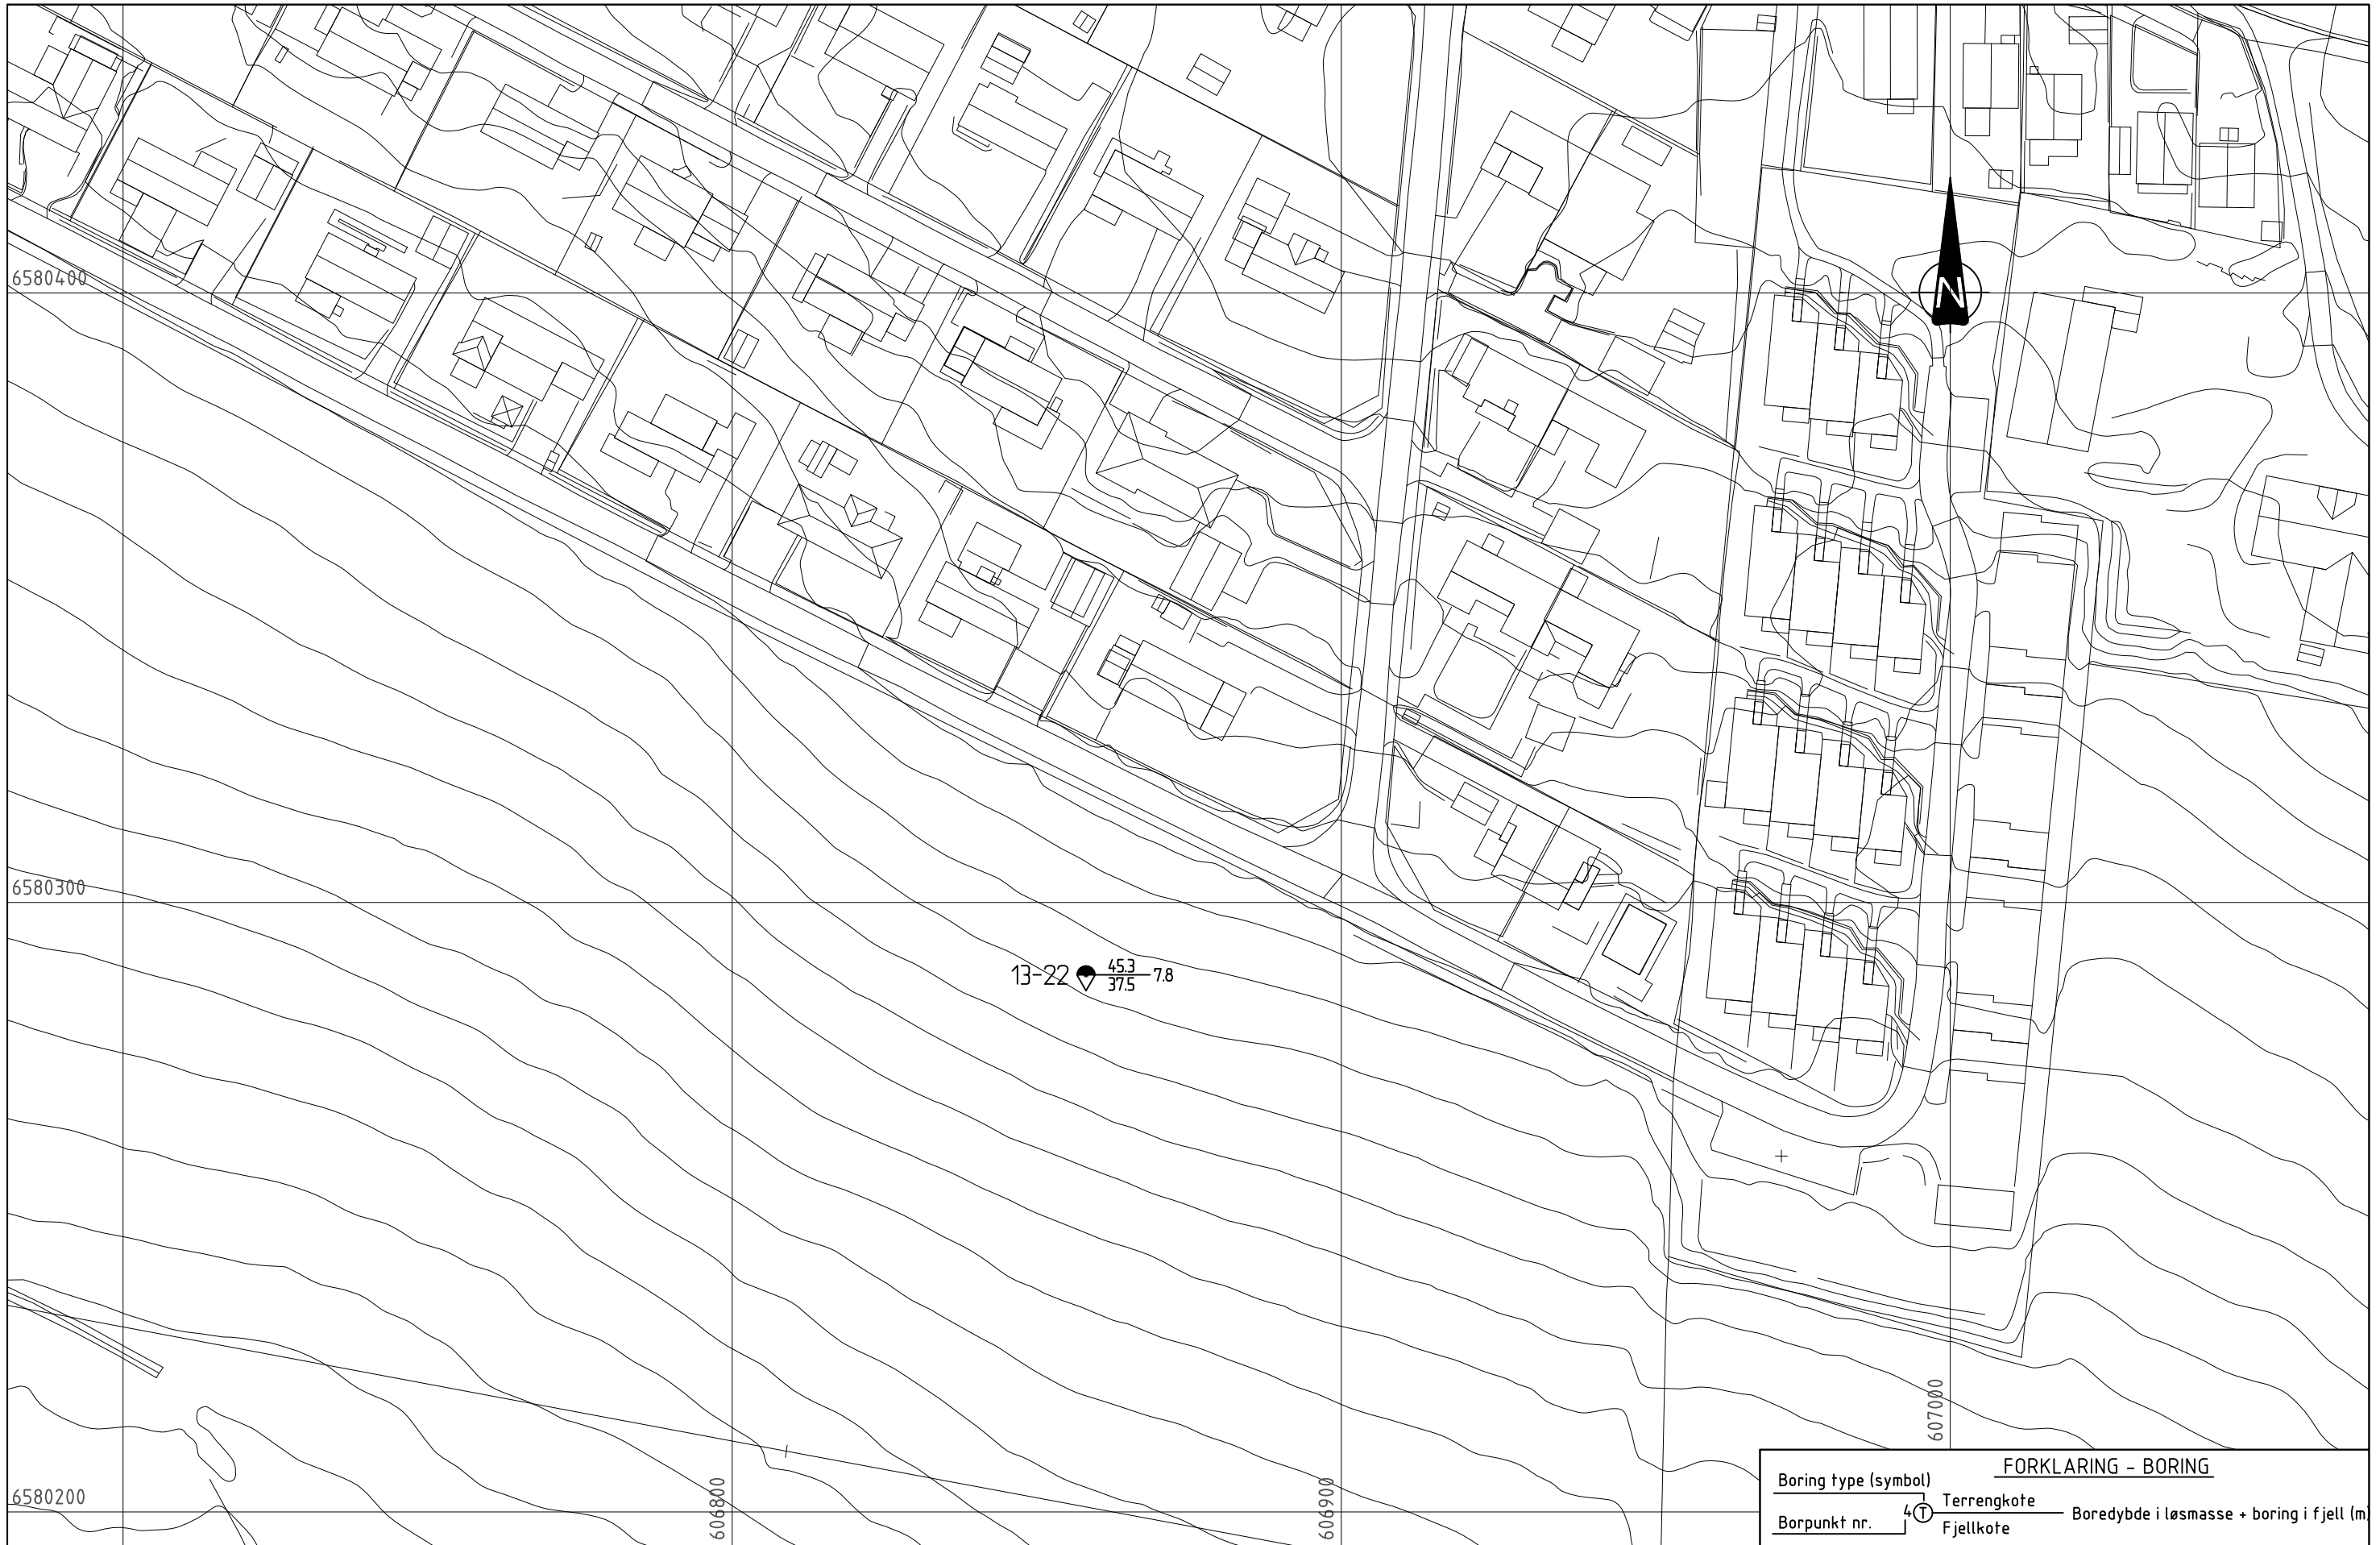 6580400
N
6580300
13-22 45.3 7.8
37.5
607000
606800
606900
6580200
FORKLARING - BORING
Boring type (symbol)
Terrengkote
4 T Boredybde i løsmasse + boring i fjell (m)
Borpunkt nr.
Fjellkote